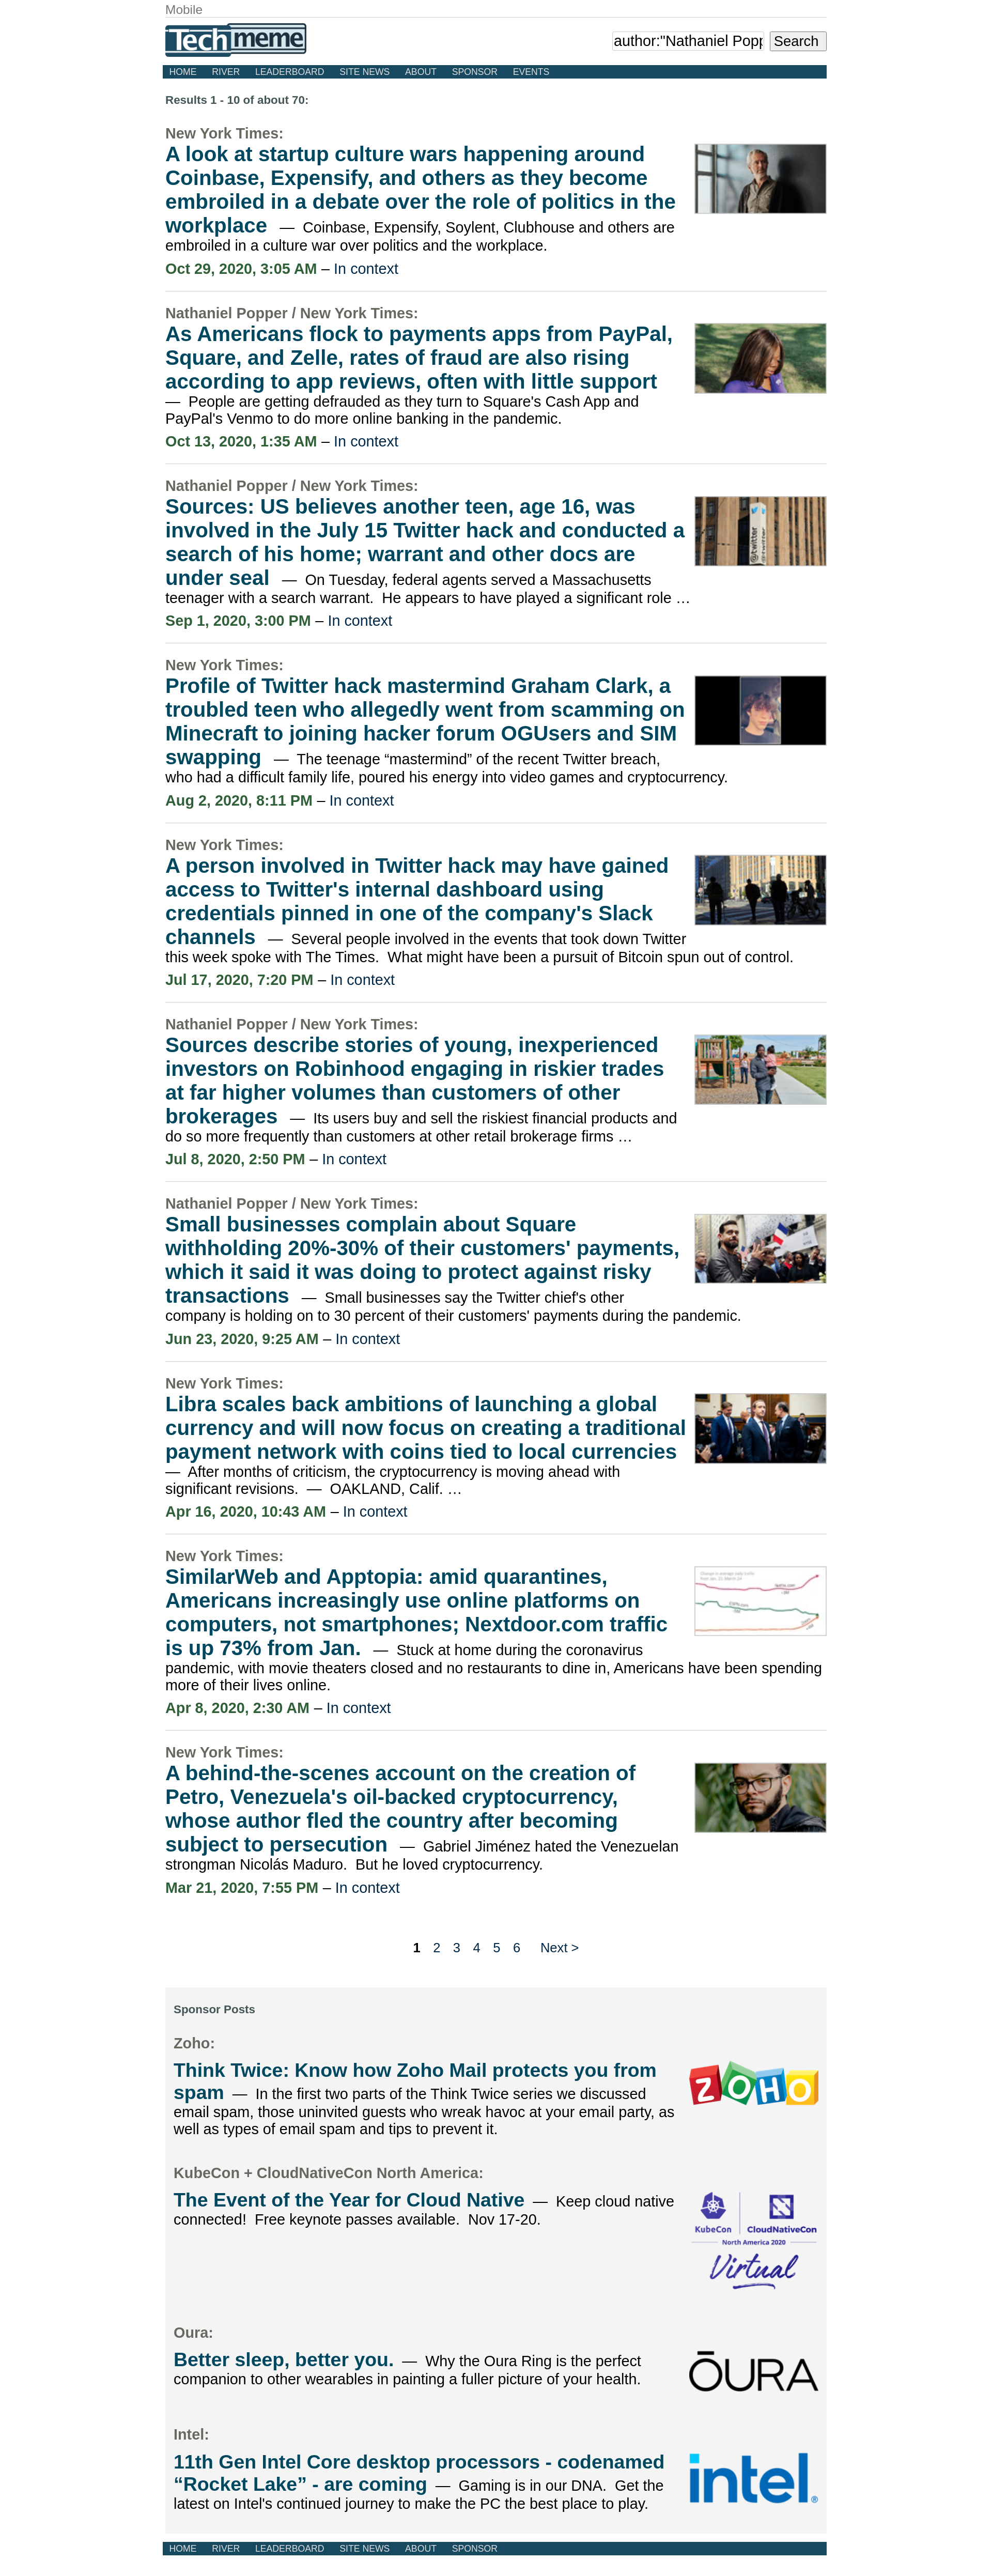 Mobile
Techmeme
author:"Nathaniel Popp
Search
HOME RIVER LEADERBOARD SITE NEWS ABOUT SPONSOR EVENTS
Results 1 - 10 of about 70:
New York Times:
A look at startup culture wars happening around
Coinbase, Expensify, and others as they become
embroiled in a debate over the role of politics in the
workplace — Coinbase, Expensify, Soylent, Clubhouse and others are
embroiled in a culture war over politics and the workplace.
Oct 29, 2020, 3:05 AM – In context
Nathaniel Popper / New York Times:
As Americans flock to payments apps from PayPal,
Square, and Zelle, rates of fraud are also rising
according to app reviews, often with little support
— People are getting defrauded as they turn to Square's Cash App and
PayPal's Venmo to do more online banking in the pandemic.
Oct 13, 2020, 1:35 AM – In context
Nathaniel Popper / New York Times:
Sources: US believes another teen, age 16, was
involved in the July 15 Twitter hack and conducted a
search of his home; warrant and other docs are
under seal — On Tuesday, federal agents served a Massachusetts
teenager with a search warrant. He appears to have played a significant role …
Sep 1, 2020, 3:00 PM – In context
@twitter
New York Times:
Profile of Twitter hack mastermind Graham Clark, a
troubled teen who allegedly went from scamming on
Minecraft to joining hacker forum OGUsers and SIM
swapping — The teenage “mastermind” of the recent Twitter breach,
who had a difficult family life, poured his energy into video games and cryptocurrency.
Aug 2, 2020, 8:11 PM – In context
New York Times:
A person involved in Twitter hack may have gained
access to Twitter's internal dashboard using
credentials pinned in one of the company's Slack
channels — Several people involved in the events that took down Twitter
this week spoke with The Times. What might have been a pursuit of Bitcoin spun out of control.
Jul 17, 2020, 7:20 PM – In context
Nathaniel Popper / New York Times:
Sources describe stories of young, inexperienced
investors on Robinhood engaging in riskier trades
at far higher volumes than customers of other
brokerages — Its users buy and sell the riskiest financial products and
do so more frequently than customers at other retail brokerage firms …
Jul 8, 2020, 2:50 PM – In context
Nathaniel Popper / New York Times:
Small businesses complain about Square
withholding 20%-30% of their customers' payments,
which it said it was doing to protect against risky
transactions — Small businesses say the Twitter chief's other
company is holding on to 30 percent of their customers' payments during the pandemic.
Jun 23, 2020, 9:25 AM – In context
New York Times:
Libra scales back ambitions of launching a global
currency and will now focus on creating a traditional
payment network with coins tied to local currencies
— After months of criticism, the cryptocurrency is moving ahead with
significant revisions. — OAKLAND, Calif. …
Apr 16, 2020, 10:43 AM – In context
New York Times:
SimilarWeb and Apptopia: amid quarantines,
Americans increasingly use online platforms on
computers, not smartphones; Nextdoor.com traffic
is up 73% from Jan. — Stuck at home during the coronavirus
pandemic, with movie theaters closed and no restaurants to dine in, Americans have been spending
more of their lives online.
Apr 8, 2020, 2:30 AM – In context
New York Times:
A behind-the-scenes account on the creation of
Petro, Venezuela's oil-backed cryptocurrency,
whose author fled the country after becoming
subject to persecution — Gabriel Jiménez hated the Venezuelan
strongman Nicolás Maduro. But he loved cryptocurrency.
Mar 21, 2020, 7:55 PM – In context
1 2 3 4 5 6 Next >
Sponsor Posts
Zoho:
Think Twice: Know how Zoho Mail protects you from
spam — In the first two parts of the Think Twice series we discussed
email spam, those uninvited guests who wreak havoc at your email party, as
well as types of email spam and tips to prevent it.
ZOHO
KubeCon + CloudNativeCon North America:
The Event of the Year for Cloud Native — Keep cloud native
connected! Free keynote passes available. Nov 17-20.
KubeCon CloudNativeCon
North America 2020
Virtual
Oura:
Better sleep, better you. — Why the Oura Ring is the perfect
companion to other wearables in painting a fuller picture of your health.
ŌURA
Intel:
11th Gen Intel Core desktop processors - codenamed
“Rocket Lake” - are coming — Gaming is in our DNA. Get the
latest on Intel's continued journey to make the PC the best place to play.
intel®
HOME RIVER LEADERBOARD SITE NEWS ABOUT SPONSOR